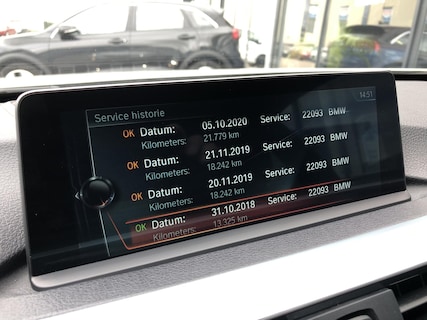 14:51
Service historie
OK Datum: 05.10.2020 Service: 22093 BMW
Kilometers: 21.779 km
OK Datum: 21.11.2019 Service: 22093 BMW
Kilometers: 18.242 km
OK Datum: 20.11.2019 Service: 22093 BMW
Kilometers: 18.242 km
OK Datum: 31.10.2018 Service: 22093 BMW
Kilometers: 13.325 km